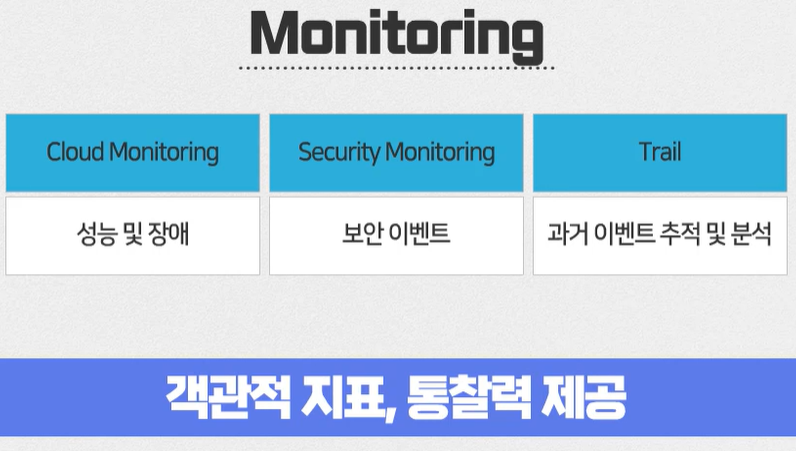 Monitoring
Cloud Monitoring
Security Monitoring
Trail
성능 및 장애
보안 이벤트
과거 이벤트 추적 및 분석
객관적 지표, 통찰력 제공